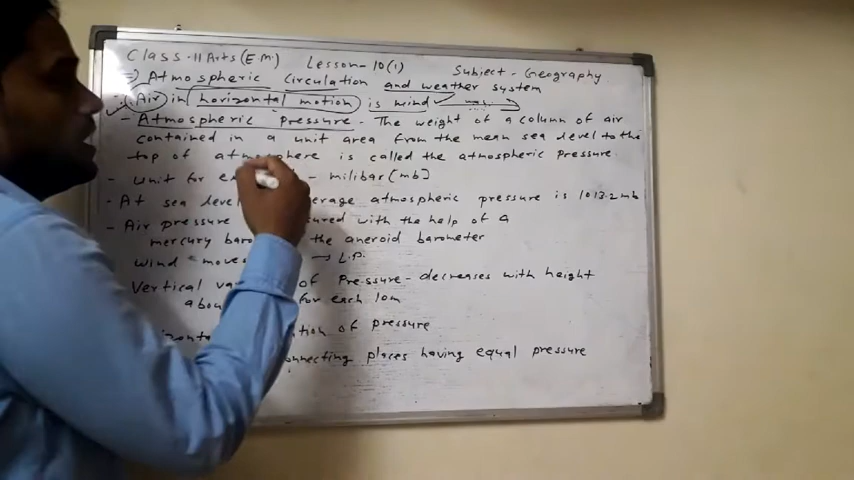 Class-11 Arts (E.M.) Lesson-10(1) Subject - Geography
⇒ Atmospheric Circulation and weather system
Air in horizontal motion is wind
- Atmospheric pressure - The weight of a column of air
contained in a unit area from the mean sea level to the
top of atmosphere is called the atmospheric pressure.
- unit for - milibar [mb]
- At sea level average atmospheric pressure is 1013.2 mb
- Air pressure with the help of a
mercury the aneroid barometer
wind move → L.P.
Vertical of Pressure - decreases with height
for each 10m
of pressure
connecting places having equal pressure